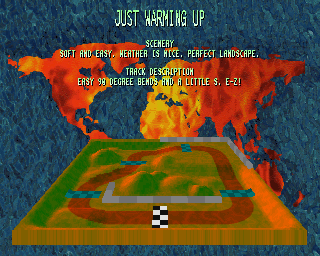 JUST WARMING UP
SCENERY
SOFT AND EASY. WEATHER IS NICE. PERFECT LANDSCAPE.
TRACK DESCRIPTION
EASY 90 DEGREE BENDS AND A LITTLE S. E-Z!